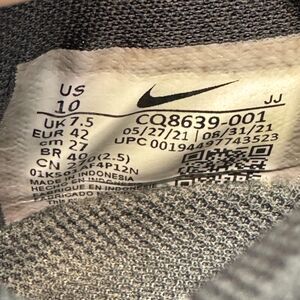 US
10
JJ
UK 7.5
CQ8639-001
EUR 42
05/27/21 08/31/21
cm 27
UPC 00194497743523
BR 40
CN (2.5)
MADE IN INDONESIA